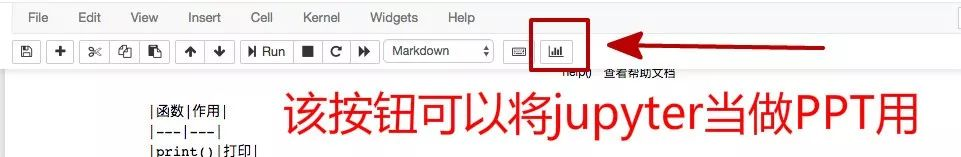 File Edit View Insert Cell Kernel Widgets Help
Run Markdown
help() 查看帮助文档
|函数|作用|
该按钮可以将jupyter当做PPT用
|---|---|
|print()|打印|